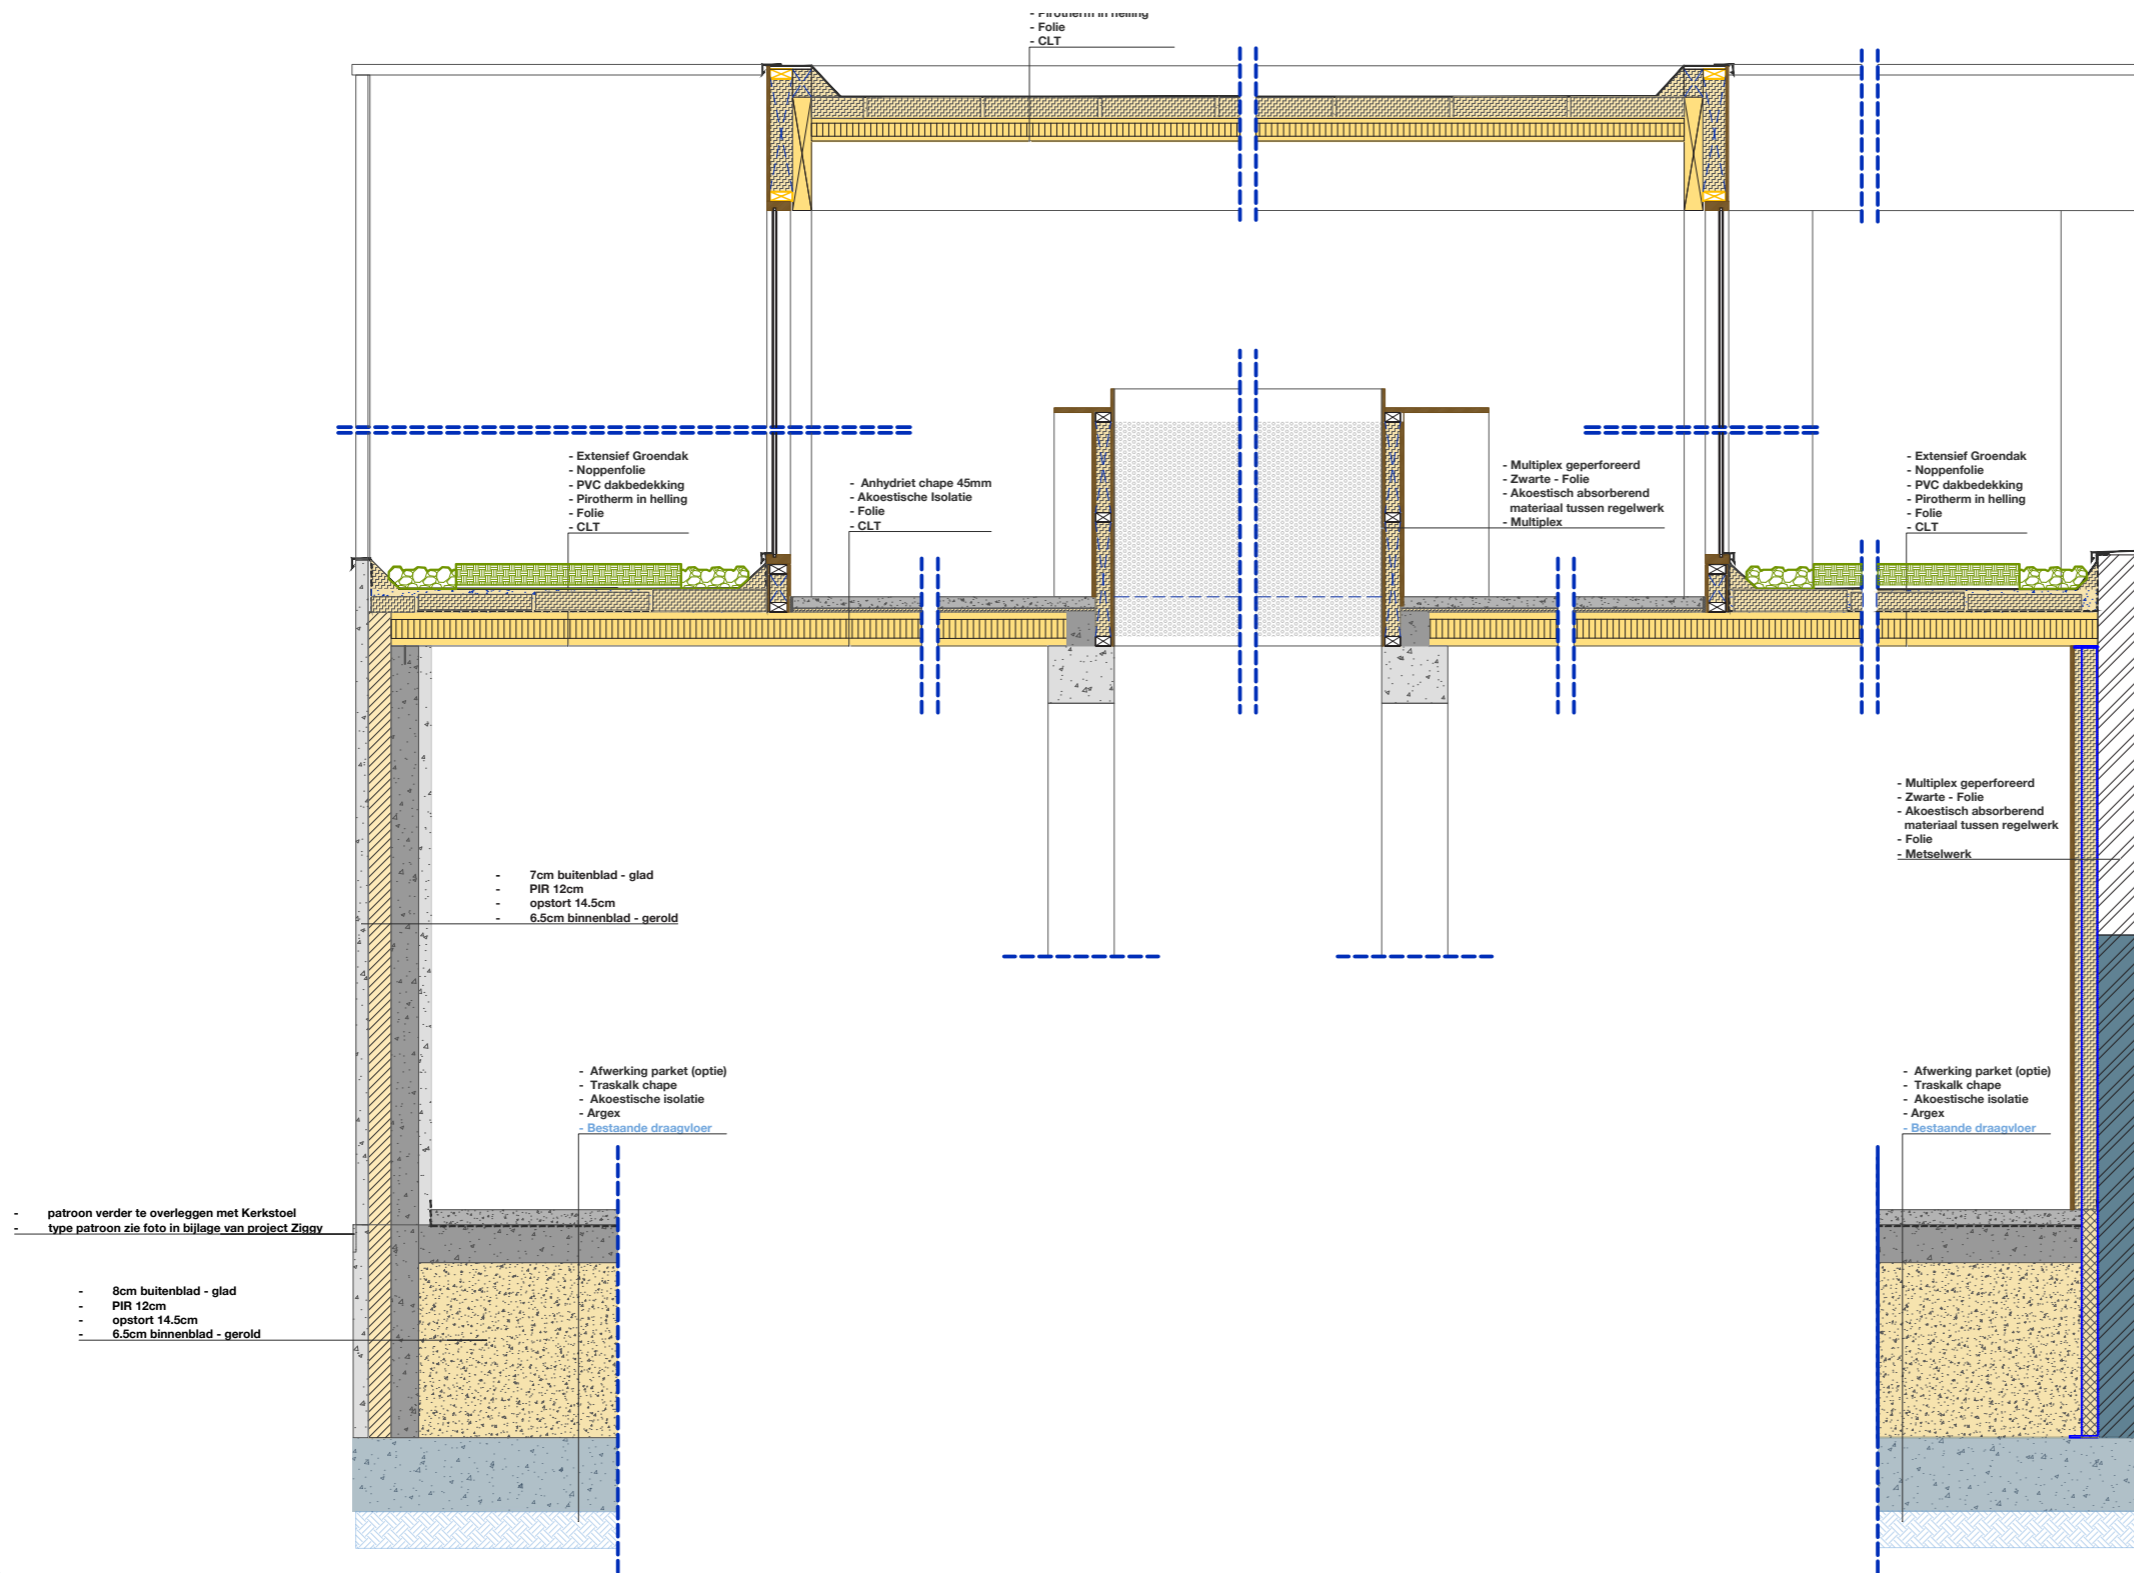 - Pirotherm in helling
- Folie
- CLT
- Extensief Groendak
- Noppenfolie
- PVC dakbedekking
- Pirotherm in helling
- Folie
- CLT
- Anhydriet chape 45mm
- Akoestische Isolatie
- Folie
- CLT
- Multiplex geperforeerd
- Zwarte - Folie
- Akoestisch absorberend
materiaal tussen regelwerk
- Multiplex
- Extensief Groendak
- Noppenfolie
- PVC dakbedekking
- Pirotherm in helling
- Folie
- CLT
- Multiplex geperforeerd
- Zwarte - Folie
- Akoestisch absorberend
materiaal tussen regelwerk
- Folie
- Metselwerk
- 7cm buitenblad - glad
- PIR 12cm
- opstort 14.5cm
- 6.5cm binnenblad - gerold
- Afwerking parket (optie)
- Traskalk chape
- Akoestische isolatie
- Argex
- Bestaande draagvloer
- Afwerking parket (optie)
- Traskalk chape
- Akoestische isolatie
- Argex
- Bestaande draagvloer
- patroon verder te overleggen met Kerkstoel
- type patroon zie foto in bijlage van project Ziggy
- 8cm buitenblad - glad
- PIR 12cm
- opstort 14.5cm
- 6.5cm binnenblad - gerold